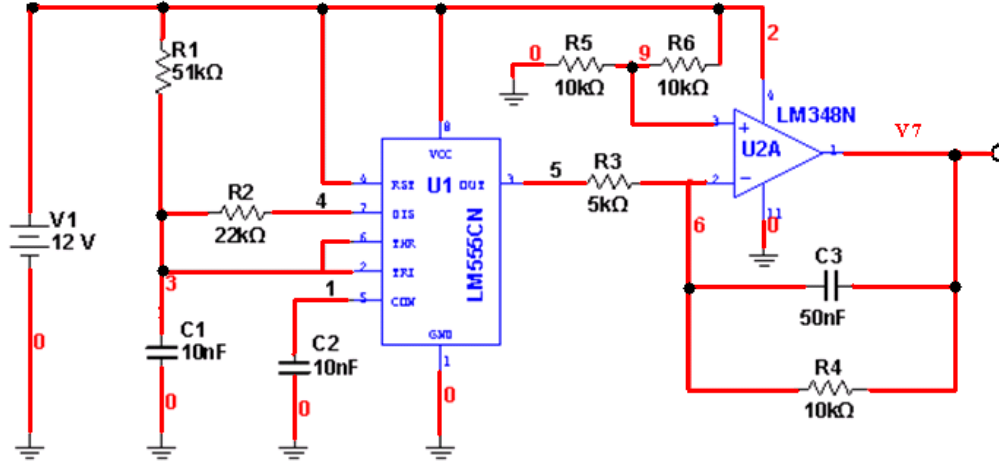 2
R5
R6
0
9
R1
51kΩ
10kΩ
10kΩ
4
LM348N
8
3
V7
VCC
U2A
1
R3
5
4
RST
U1
OUT
3
2
R2
4
5kΩ
7
DIS
11
V1
12 V
22kΩ
6
0
6
THR
LM555CN
C3
2
TRI
3
1
5
CON
50nF
C1
10nF
GND
0
C2
10nF
1
R4
0
0
0
10kΩ